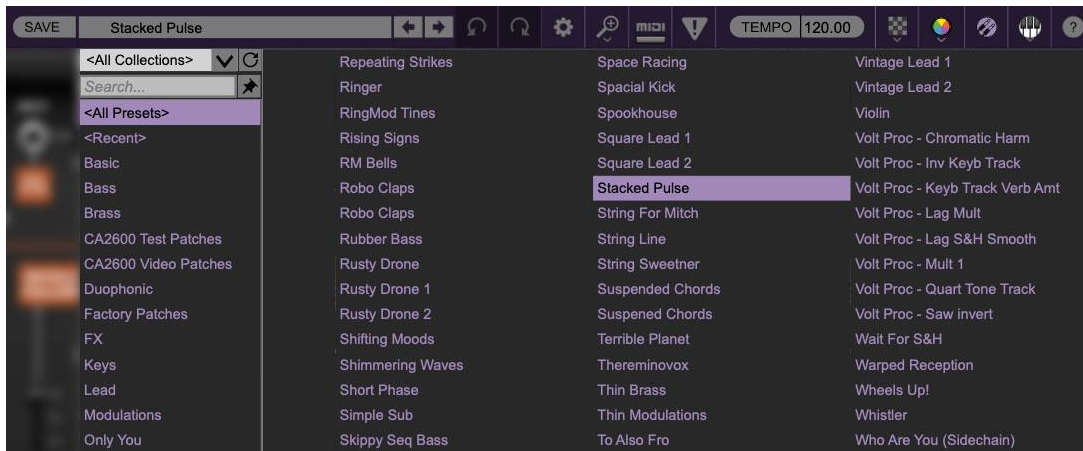 SAVE
Stacked Pulse
MIDI
TEMPO 120.00
?
<All Collections>
Search...
<All Presets>
<Recent>
Basic
Bass
Brass
CA2600 Test Patches
CA2600 Video Patches
Duophonic
Factory Patches
FX
Keys
Lead
Modulations
Only You
Repeating Strikes
Ringer
RingMod Tines
Rising Signs
RM Bells
Robo Claps
Robo Claps
Rubber Bass
Rusty Drone
Rusty Drone 1
Rusty Drone 2
Shifting Moods
Shimmering Waves
Short Phase
Simple Sub
Skippy Seq Bass
Space Racing
Spacial Kick
Spookhouse
Square Lead 1
Square Lead 2
Stacked Pulse
String For Mitch
String Line
String Sweetner
Suspended Chords
Suspened Chords
Terrible Planet
Thereminovox
Thin Brass
Thin Modulations
To Also Fro
Vintage Lead 1
Vintage Lead 2
Violin
Volt Proc - Chromatic Harm
Volt Proc - Inv Keyb Track
Volt Proc - Keyb Track Verb Amt
Volt Proc - Lag Mult
Volt Proc - Lag S&H Smooth
Volt Proc - Mult 1
Volt Proc - Quart Tone Track
Volt Proc - Saw invert
Wait For S&H
Warped Reception
Wheels Up!
Whistler
Who Are You (Sidechain)